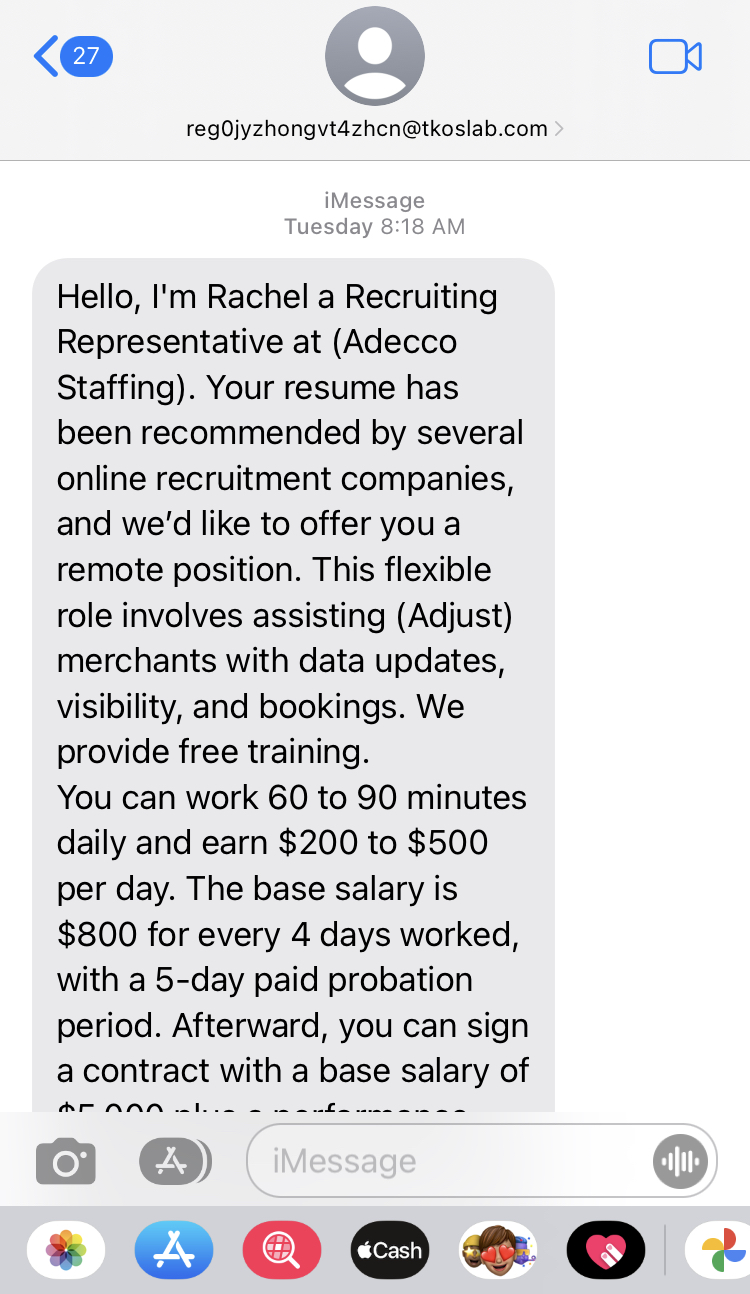 27
reg0jyzhongvt4zhcn@tkoslab.com
iMessage
Tuesday 8:18 AM
Hello, I'm Rachel a Recruiting
Representative at (Adecco
Staffing). Your resume has
been recommended by several
online recruitment companies,
and we’d like to offer you a
remote position. This flexible
role involves assisting (Adjust)
merchants with data updates,
visibility, and bookings. We
provide free training.
You can work 60 to 90 minutes
daily and earn $200 to $500
per day. The base salary is
$800 for every 4 days worked,
with a 5-day paid probation
period. Afterward, you can sign
a contract with a base salary of
$5,000 plus a performance
iMessage
Cash